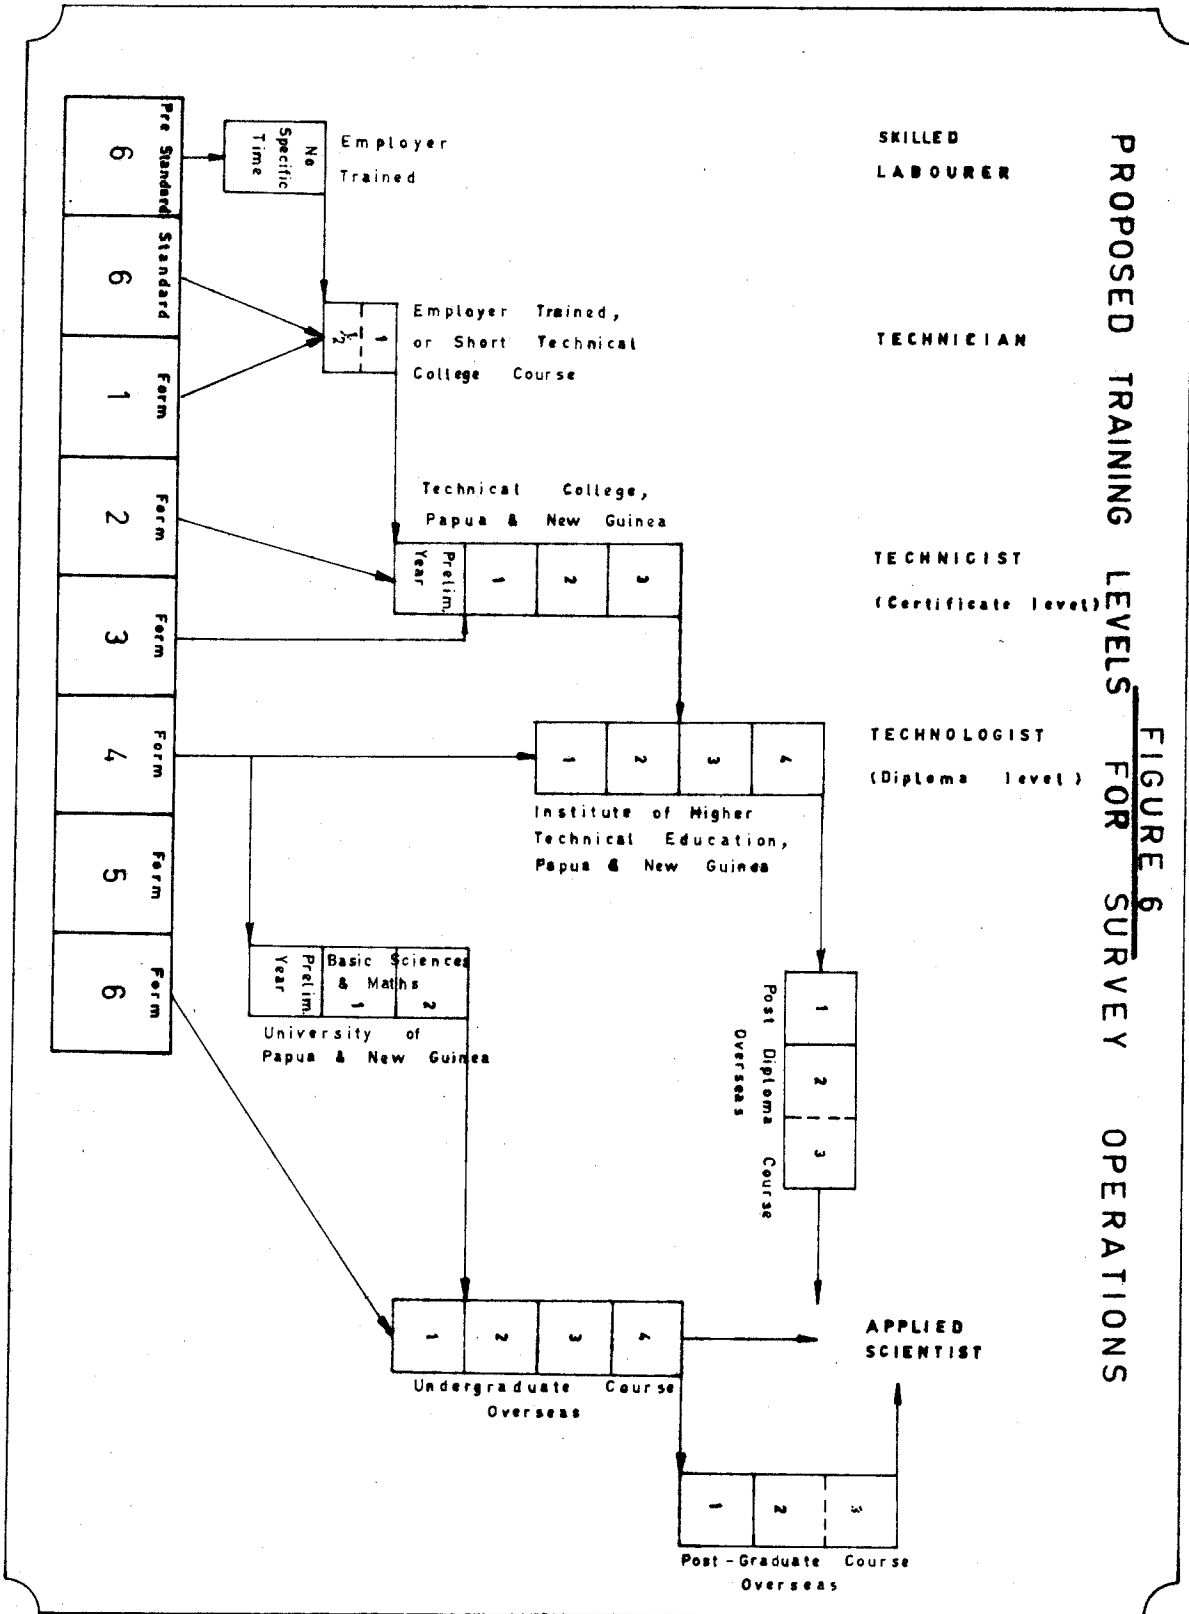 FIGURE 6
PROPOSED TRAINING LEVELS FOR SURVEY OPERATIONS
SKILLED
LABOURER
TECHNICIAN
TECHNICIST
(Certificate level)
TECHNOLOGIST
(Diploma level)
APPLIED
SCIENTIST
Employer
Trained
No
Specific
Time
Employer Trained,
or Short Technical
College Course
½ 1
Technical College,
Papua & New Guinea
Prelim.
Year
1 2 3
1 2 3 4
Institute of Higher
Technical Education,
Papua & New Guinea
1 2 3
Post Diploma Course
Overseas
Prelim.
Year
Basic Sciences
& Maths
1 2
University of
Papua & New Guinea
1 2 3 4
Undergraduate Course
Overseas
1 2 3
Post-Graduate Course
Overseas
Pre Standard
6
Standard
6
Form
1
Form
2
Form
3
Form
4
Form
5
Form
6